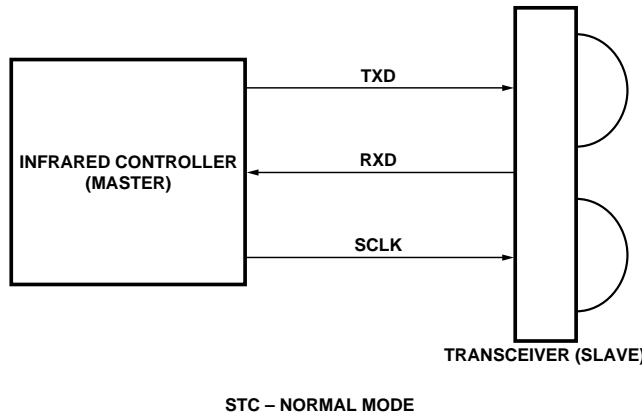 TXD
INFRARED CONTROLLER
(MASTER)
RXD
SCLK
TRANSCEIVER (SLAVE)
STC – NORMAL MODE